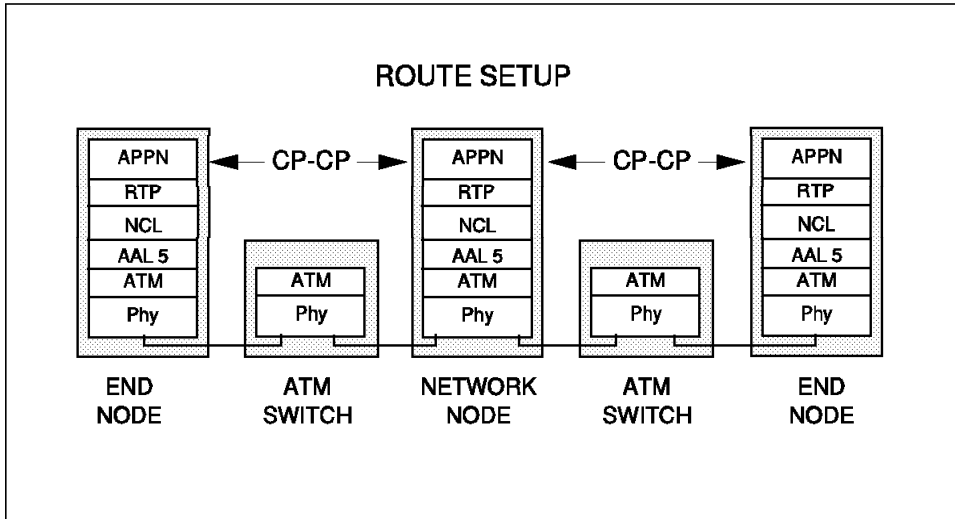 ROUTE SETUP
APPN
RTP
NCL
AAL 5
ATM
Phy
CP-CP
ATM
Phy
APPN
RTP
NCL
AAL 5
ATM
Phy
CP-CP
ATM
Phy
APPN
RTP
NCL
AAL 5
ATM
Phy
END
NODE
ATM
SWITCH
NETWORK
NODE
ATM
SWITCH
END
NODE